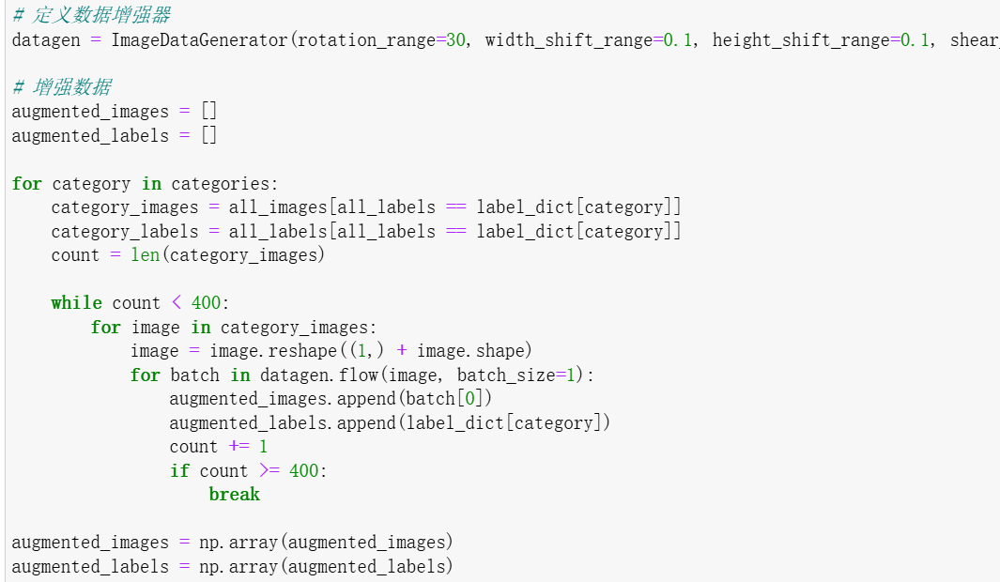 # 定义数据增强器
datagen = ImageDataGenerator(rotation_range=30, width_shift_range=0.1, height_shift_range=0.1, shear_
# 增强数据
augmented_images = []
augmented_labels = []
for category in categories:
    category_images = all_images[all_labels == label_dict[category]]
    category_labels = all_labels[all_labels == label_dict[category]]
    count = len(category_images)
    while count < 400:
        for image in category_images:
            image = image.reshape((1,) + image.shape)
            for batch in datagen.flow(image, batch_size=1):
                augmented_images.append(batch[0])
                augmented_labels.append(label_dict[category])
                count += 1
                if count >= 400:
                    break
augmented_images = np.array(augmented_images)
augmented_labels = np.array(augmented_labels)